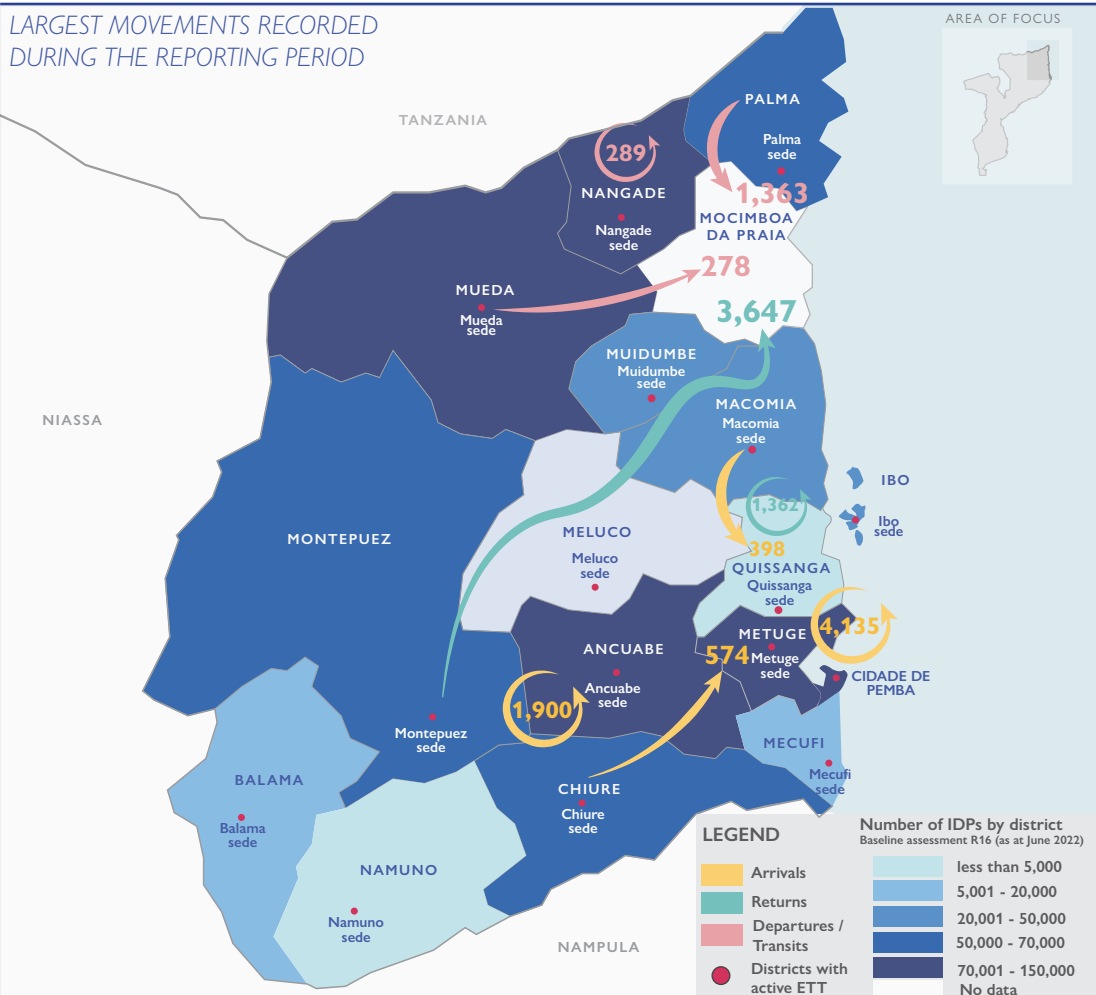 LARGEST MOVEMENTS RECORDED
DURING THE REPORTING PERIOD
AREA OF FOCUS
TANZANIA
PALMA
Palma
sede
289
NANGADE
Nangade
sede
1,363
MOCIMBOA
DA PRAIA
278
3,647
MUEDA
Mueda
sede
MUIDUMBE
Muidumbe
sede
MACOMIA
Macomia
sede
NIASSA
IBO
Ibo
sede
1,362
398
QUISSANGA
Quissanga
sede
MONTEPUEZ
MELUCO
Meluco
sede
4,135
METUGE
574
Metuge
sede
ANCUABE
Ancuabe
sede
CIDADE DE
PEMBA
1,900
Montepuez
sede
MECUFI
Mecufi
sede
BALAMA
Balama
sede
CHIURE
Chiure
sede
NAMUNO
Namuno
sede
NAMPULA
LEGEND
Arrivals
Returns
Departures /
Transits
Districts with
active ETT
Number of IDPs by district
Baseline assessment R16 (as at June 2022)
less than 5,000
5,001 - 20,000
20,001 - 50,000
50,000 - 70,000
70,001 - 150,000
No data